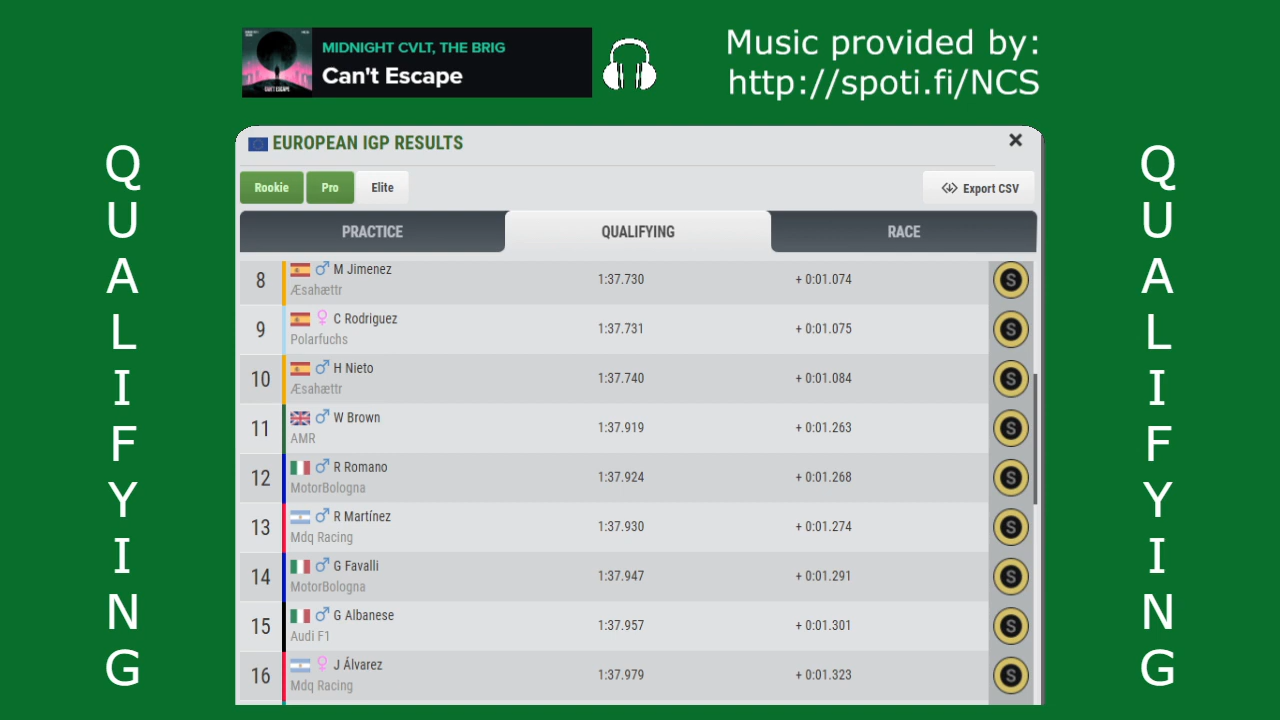 MIDNIGHT CVLT, THE BRIG
Can't Escape
CAN'T ESCAPE
Music provided by:
http://spoti.fi/NCS
EUROPEAN IGP RESULTS
Rookie Pro Elite
Export CSV
PRACTICE QUALIFYING RACE
8 M Jimenez 1:37.730 + 0:01.074 S
Æsahættr
9 C Rodriguez 1:37.731 + 0:01.075 S
Polarfuchs
10 H Nieto 1:37.740 + 0:01.084 S
Æsahættr
11 W Brown 1:37.919 + 0:01.263 S
AMR
12 R Romano 1:37.924 + 0:01.268 S
MotorBologna
13 R Martínez 1:37.930 + 0:01.274 S
Mdq Racing
14 G Favalli 1:37.947 + 0:01.291 S
MotorBologna
15 G Albanese 1:37.957 + 0:01.301 S
Audi F1
16 J Álvarez 1:37.979 + 0:01.323 S
Mdq Racing
QUALIFYING
QUALIFYING